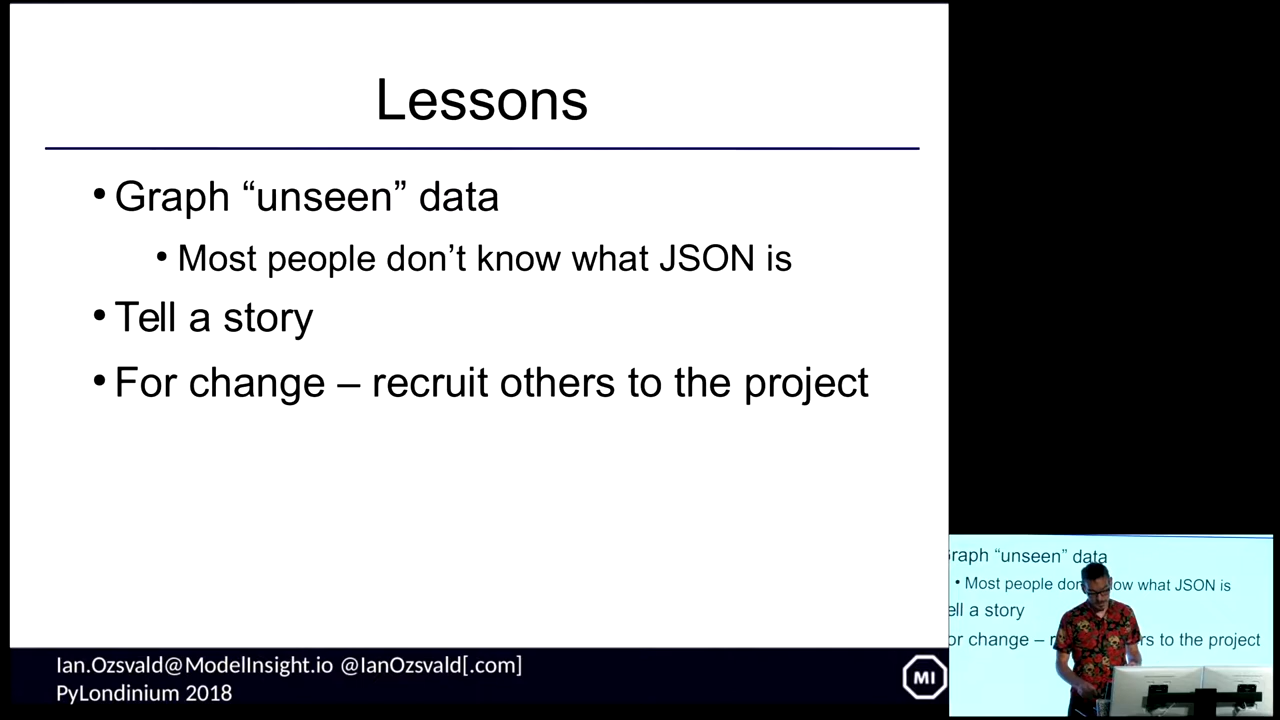 Lessons
• Graph “unseen” data
• Most people don’t know what JSON is
• Tell a story
• For change – recruit others to the project
Ian.Ozsvald@ModelInsight.io @IanOzsvald[.com]
PyLondinium 2018
MI
raph “unseen” data
• Most people don ow what JSON is
ell a story
or change – r rs to the project